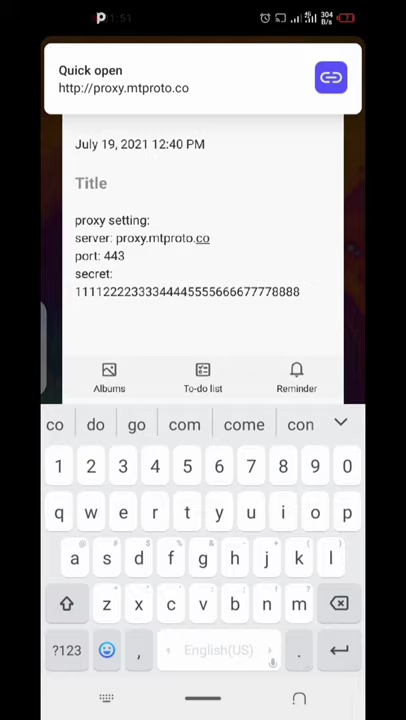 11:51
304
B/s
7
Quick open
http://proxy.mtproto.co
July 19, 2021 12:40 PM
Title
proxy setting:
server: proxy.mtproto.co
port: 443
secret:
11112222333344445555666677778888
Albums
To-do list
Reminder
co do go com come con
1 2 3 4 5 6 7 8 9 0
q w e r t y u i o p
@ # $ % & - + ( )
a s d f g h j k l
z x c v b n m
?123 , English(US) .